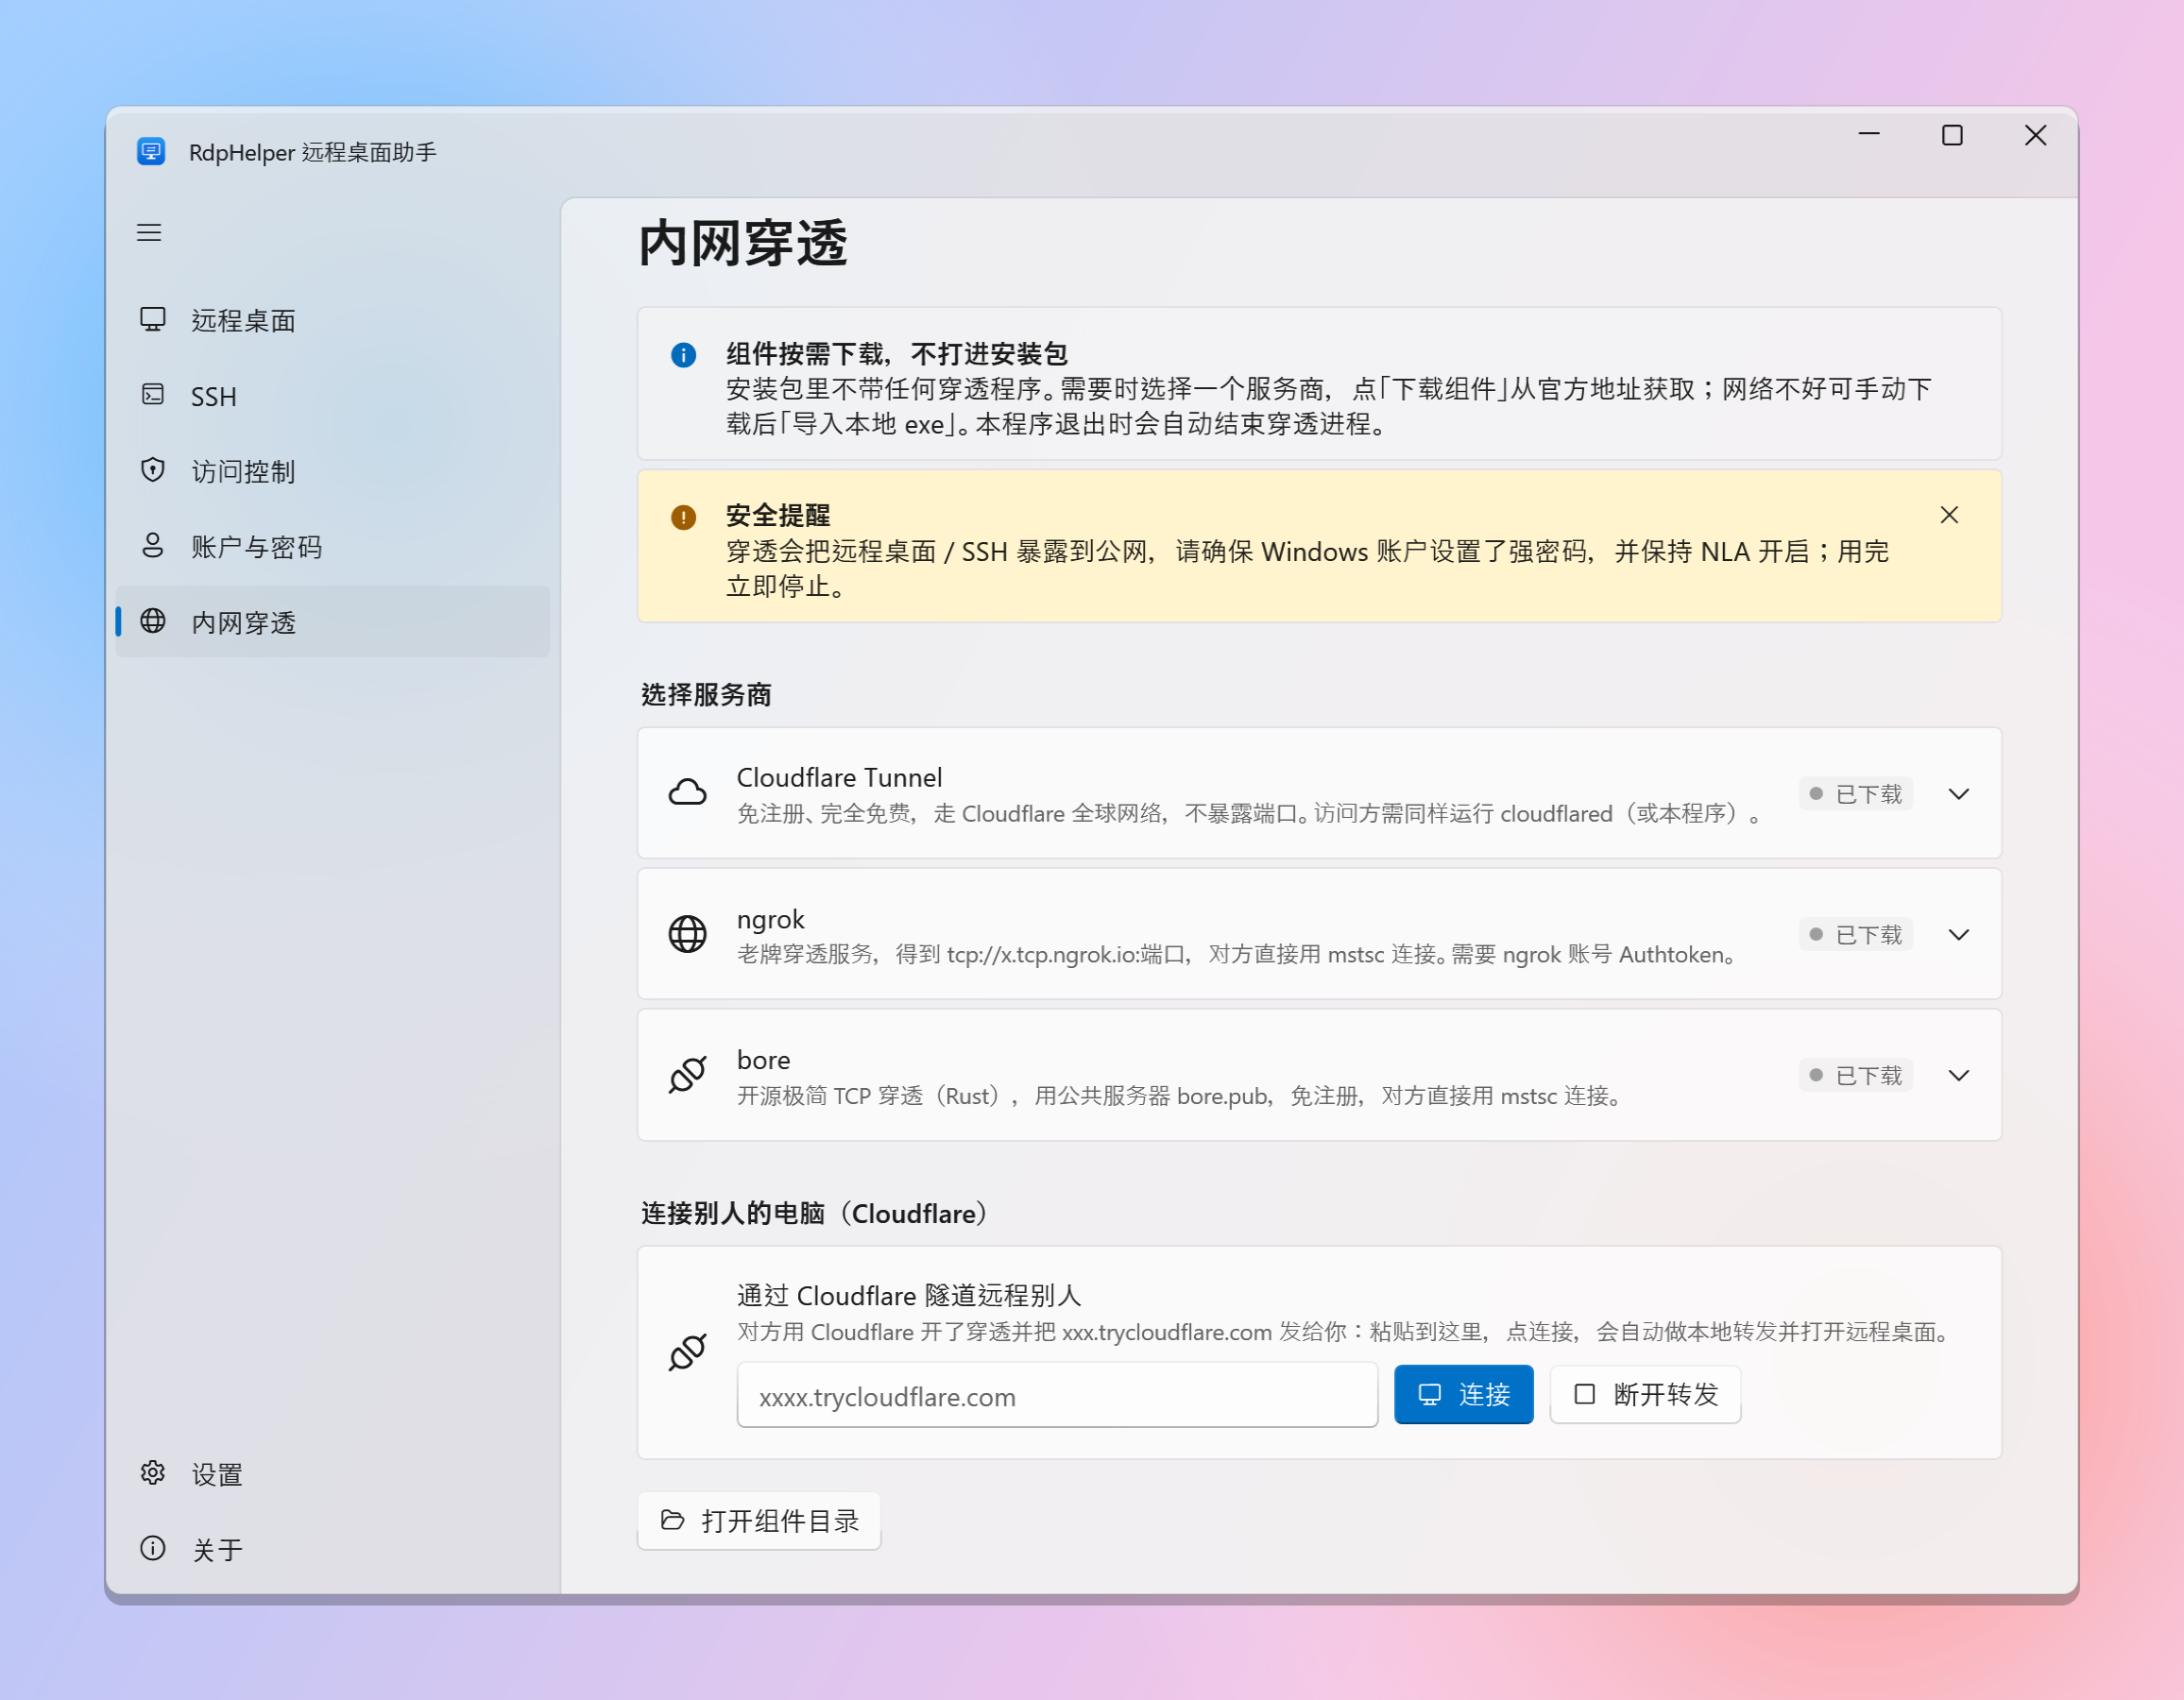 RdpHelper 远程桌面助手
远程桌面
SSH
访问控制
账户与密码
内网穿透
设置
关于
内网穿透
组件按需下载，不打进安装包
安装包里不带任何穿透程序。需要时选择一个服务商，点「下载组件」从官方地址获取；网络不好可手动下
载后「导入本地 exe」。本程序退出时会自动结束穿透进程。
安全提醒
穿透会把远程桌面 / SSH 暴露到公网，请确保 Windows 账户设置了强密码，并保持 NLA 开启；用完
立即停止。
选择服务商
Cloudflare Tunnel
免注册、完全免费，走 Cloudflare 全球网络，不暴露端口。访问方需同样运行 cloudflared（或本程序）。
已下载
ngrok
老牌穿透服务，得到 tcp://x.tcp.ngrok.io:端口，对方直接用 mstsc 连接。需要 ngrok 账号 Authtoken。
已下载
bore
开源极简 TCP 穿透（Rust），用公共服务器 bore.pub，免注册，对方直接用 mstsc 连接。
已下载
连接别人的电脑（Cloudflare）
通过 Cloudflare 隧道远程别人
对方用 Cloudflare 开了穿透并把 xxx.trycloudflare.com 发给你：粘贴到这里，点连接，会自动做本地转发并打开远程桌面。
xxxx.trycloudflare.com
连接
断开转发
打开组件目录